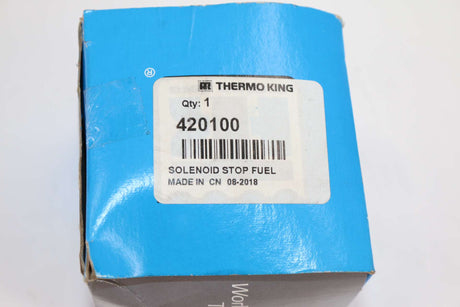 ®
THERMO KING
Qty: 1
420100
SOLENOID STOP FUEL
MADE IN CN 08-2018